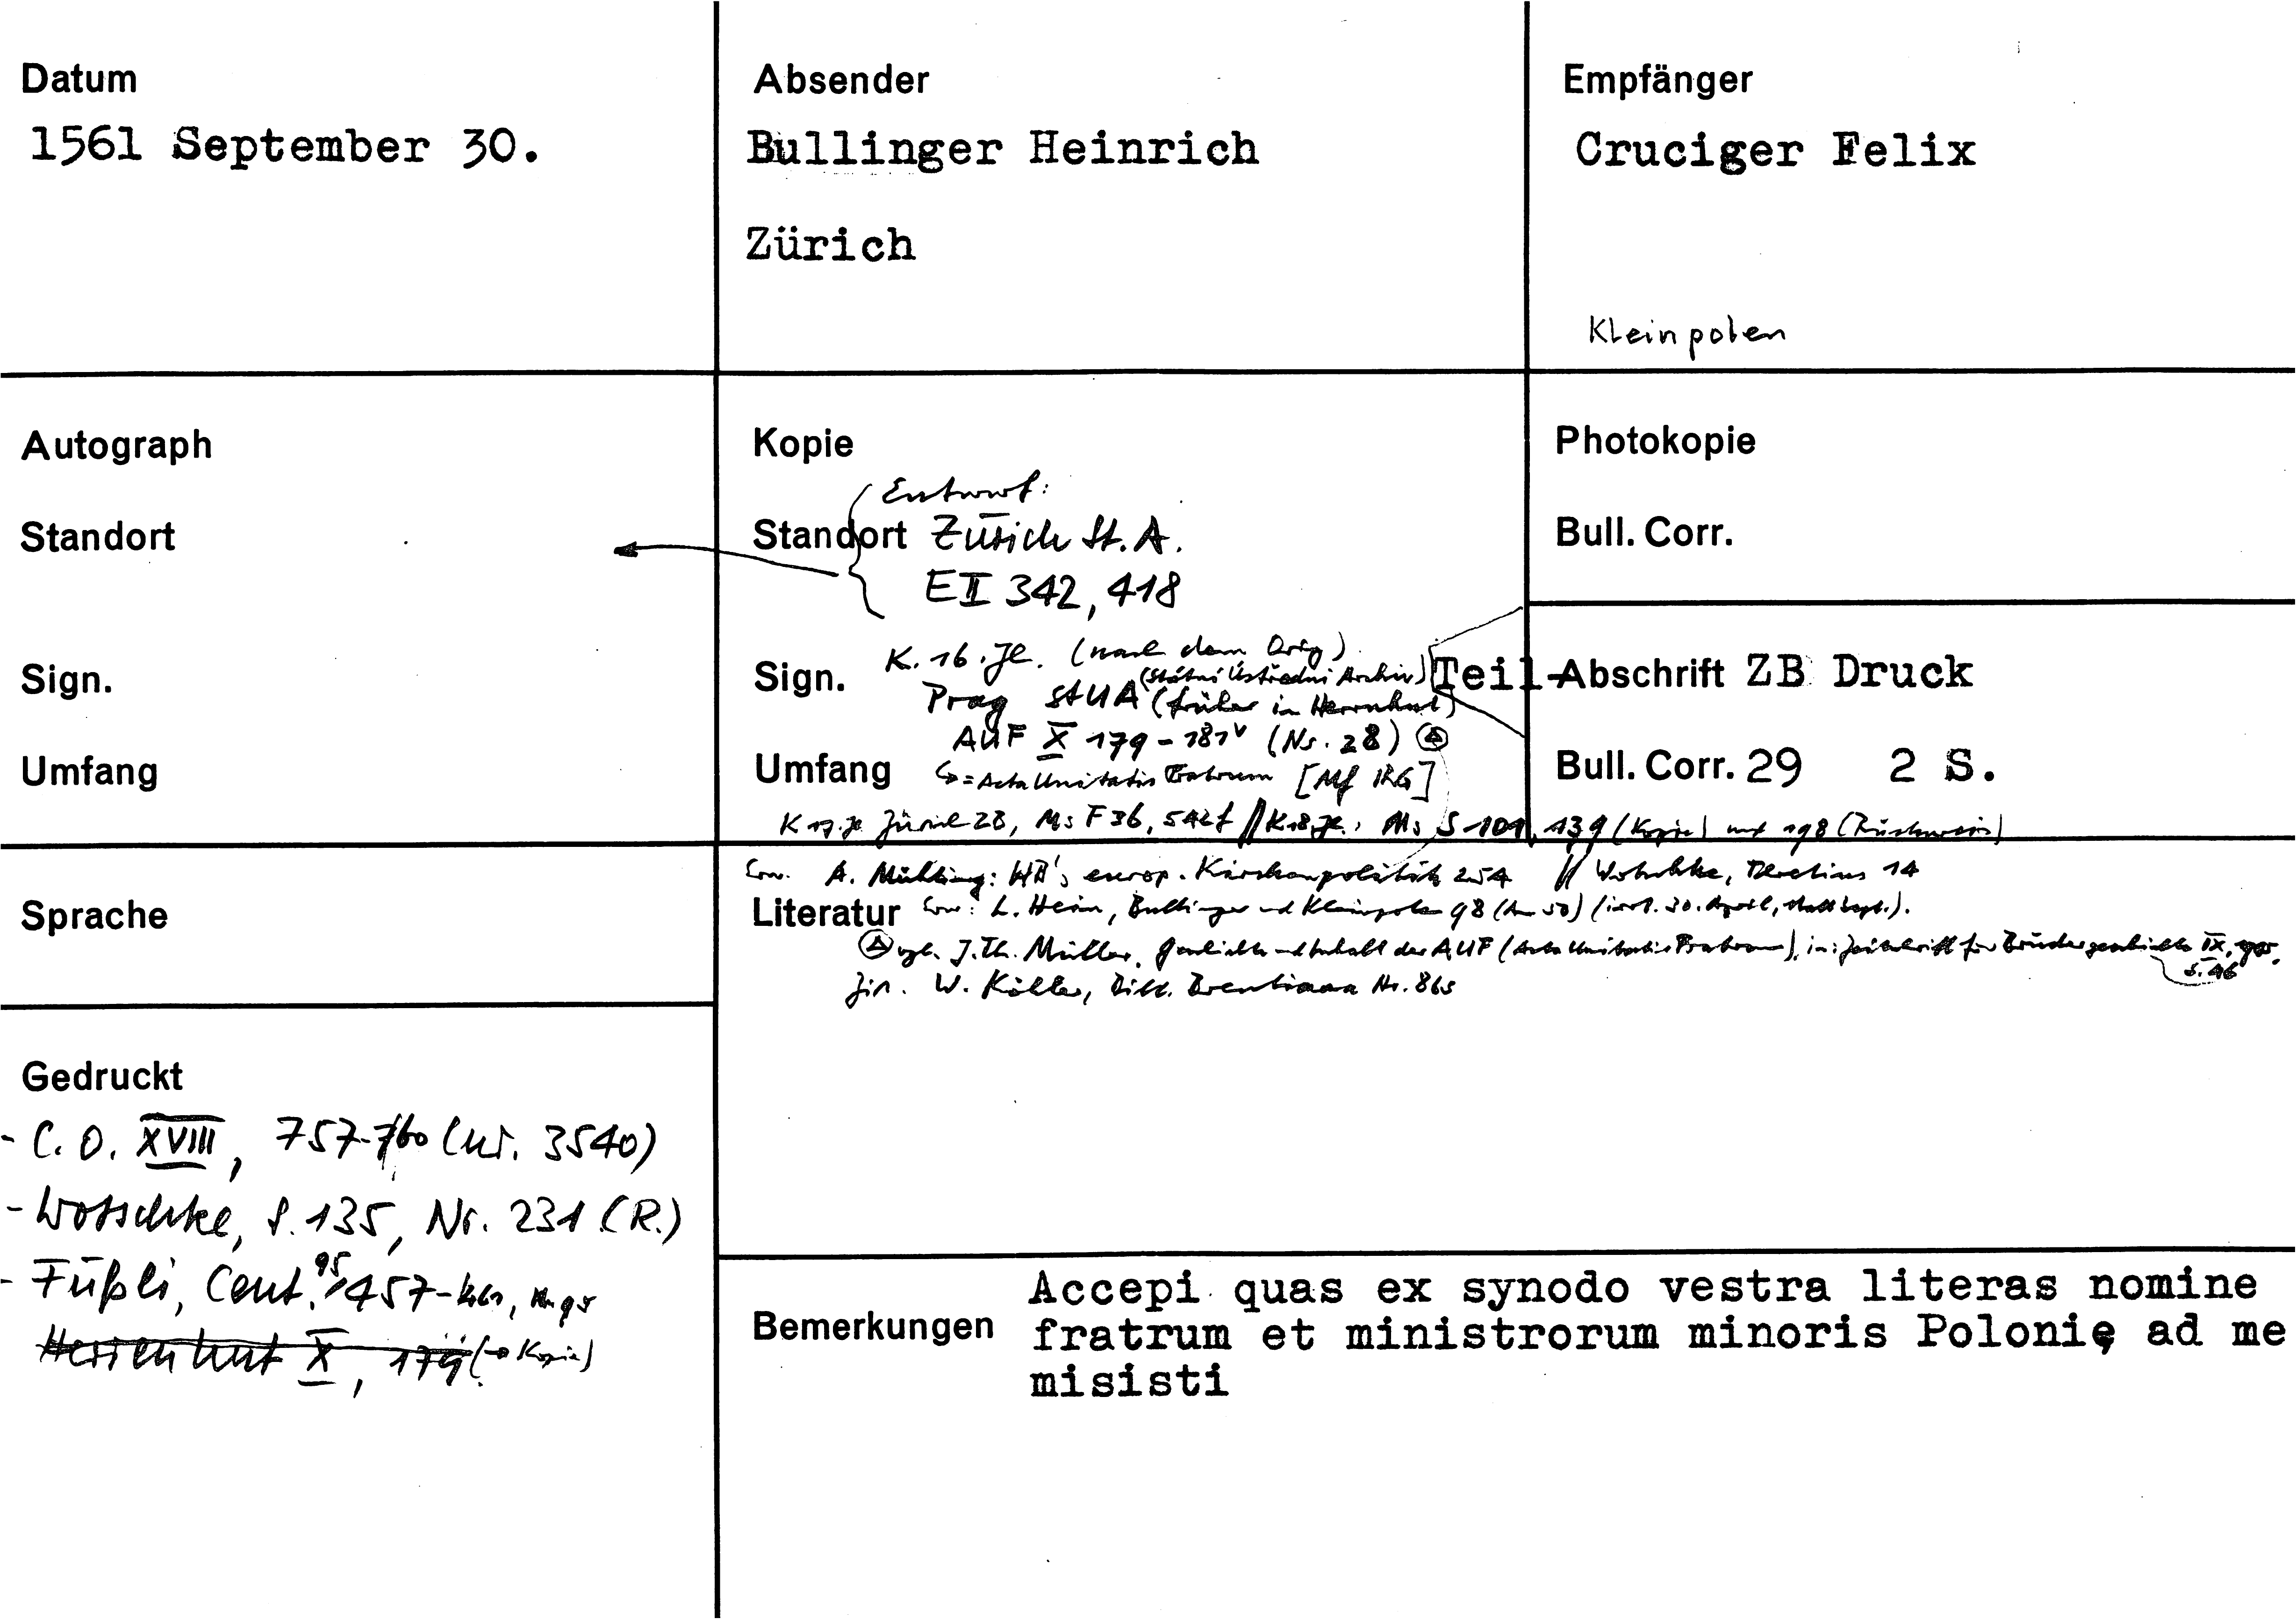 Datum
1561 September 30.
Absender
Bullinger Heinrich
Zürich
Empfänger
Cruciger Felix
Kleinpolen
Autograph
Standort
Sign.
Umfang
Kopie
Entwurf:
Standort Zürich St.A.
E II 342, 418
Sign. K. 16. Jh. (nach dem Orig)
(Státní Ústřední Archiv)
Prag StUA (früher in Herrnhut)
AUF X 179-181v (Nr. 28) A
Umfang = Acta Unitatis Fratrum [Mf IRG]
K 17. Jh Zürich ZB, Ms F 36, 542f // K 18. Jh.: Ms S 101, 139 (Kopie) und 198 (Rückweis)
Photokopie
Bull. Corr.
Teil-Abschrift ZB Druck
Bull. Corr. 29 2 S.
Sprache
Erw. A. Mühling: HB's europ. Kirchenpolitik 254 // Wotschke, 14
Literatur Erw: L. Hein, Bullinger und Kleinpolen 98 (Anm 50) (irrt. 30. April, statt Sept.).
A vgl. J.Th. Müller, Geschichte und Inhalt der AUF (Acta Unitatis Fratrum), in: Zeitschrift für Brüdergeschichte IX, 1915,
S. 46
Zit. W. Köhler, Bibl. Brentiana Nr. 865
Gedruckt
- C. O. XVIII, 757-760 (Nr. 3540)
- Wotschke, S. 135, Nr. 231 (R.)
- Füßli, Cent. 95 457-461, Nr 95
Herrenhut X, 179 (→ Kopie)
Bemerkungen
Accepi quas ex synodo vestra literas nomine
fratrum et ministrorum minoris Polonię ad me
misisti